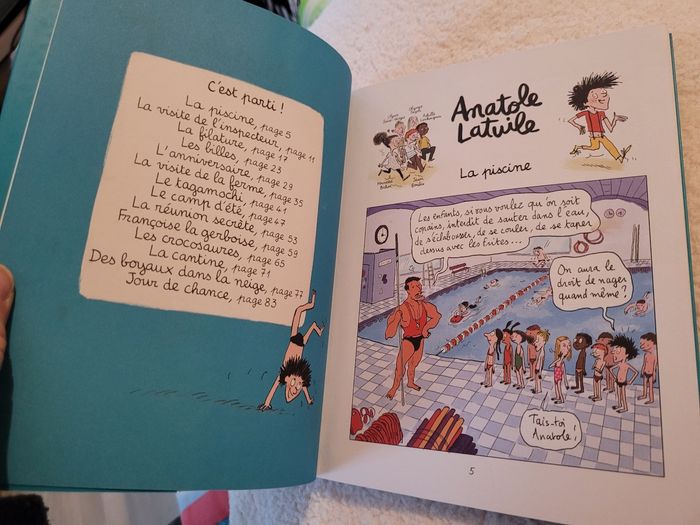 C'est parti !
La piscine, page 5
La visite de l'inspecteur, page 11
La filature, page 17
Les billes, page 23
L'anniversaire, page 29
La visite de la ferme, page 35
Le tagamochi, page 41
Le camp d'été, page 47
La réunion secrète, page 53
Françoise la gerboise, page 59
Les crocosaures, page 65
La cantine, page 71
Des boyaux dans la neige, page 77
Jour de chance, page 83
Anatole
Latuile
La piscine
Les enfants, si vous voulez qu'on soit
copains, interdit de sauter dans l'eau,
de s'éclabousser, de se couler, de se taper
dessus avec les frites...
On aura le
droit de nager
quand même ?
Tais-toi
Anatole !
5